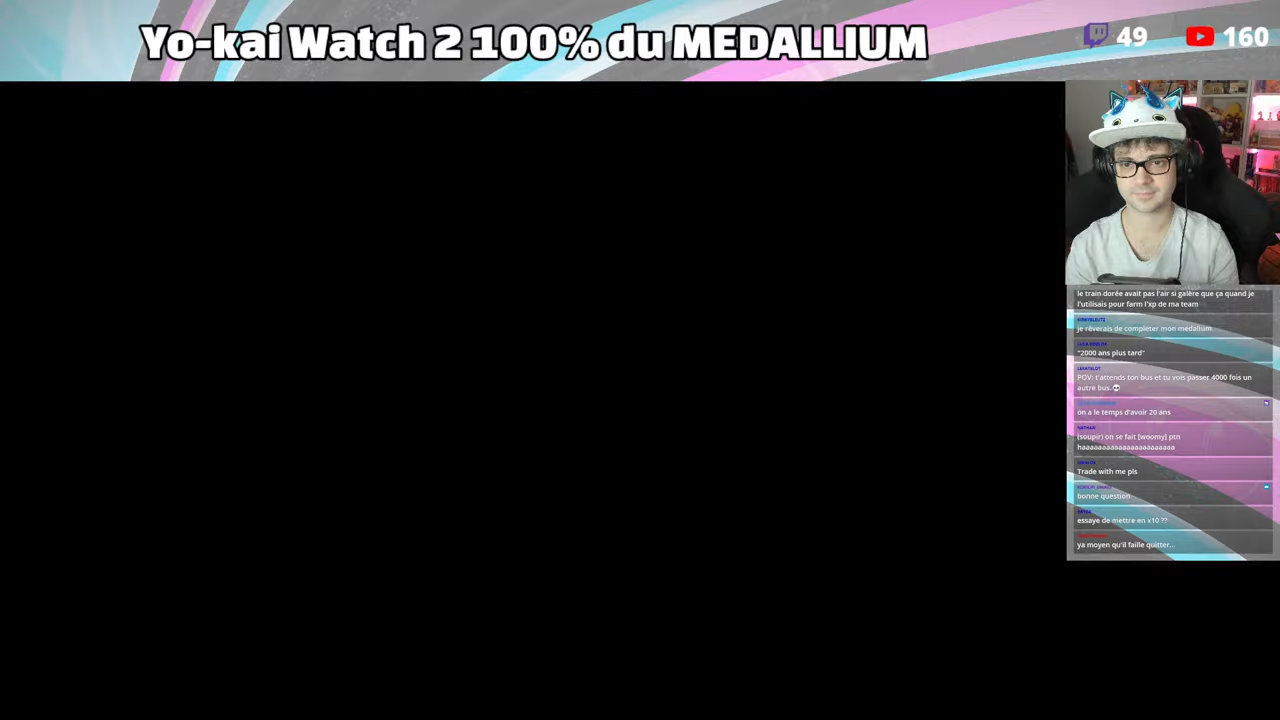 Yo-kai Watch 2 100% du MEDALLIUM
49
160
le train dorée avait pas l'air si galère que ça quand je
l'utilisais pour farm l'xp de ma team
je rêverais de compléter mon médalium
"2000 ans plus tard"
POV: t'attends ton bus et tu vois passer 4000 fois un
autre bus.💀
on a le temps d'avoir 20 ans
NATHAN
(soupir) on se fait [woomy] ptn
haaaaaaaaaaaaaaaaaaaaaa
Trade with me pls
bonne question
essaye de mettre en x10 ??
ya moyen qu'il faille quitter...